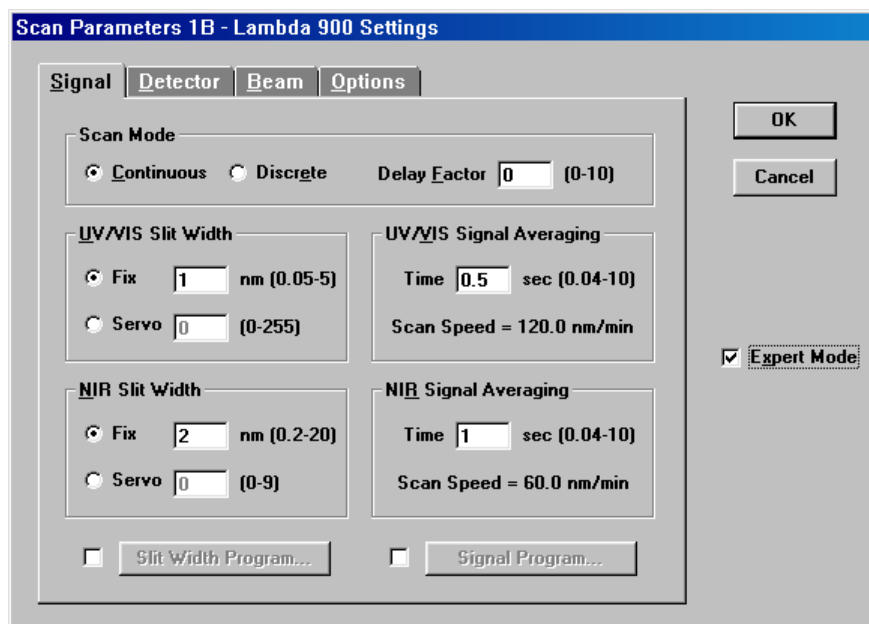 Scan Parameters 1B - Lambda 900 Settings
Signal Detector Beam Options
OK
Cancel
Scan Mode
Continuous Discrete Delay Factor 0 (0-10)
UV/VIS Slit Width
Fix 1 nm (0.05-5)
Servo 0 (0-255)
UV/VIS Signal Averaging
Time 0.5 sec (0.04-10)
Scan Speed = 120.0 nm/min
Expert Mode
NIR Slit Width
Fix 2 nm (0.2-20)
Servo 0 (0-9)
NIR Signal Averaging
Time 1 sec (0.04-10)
Scan Speed = 60.0 nm/min
Slit Width Program... Signal Program...